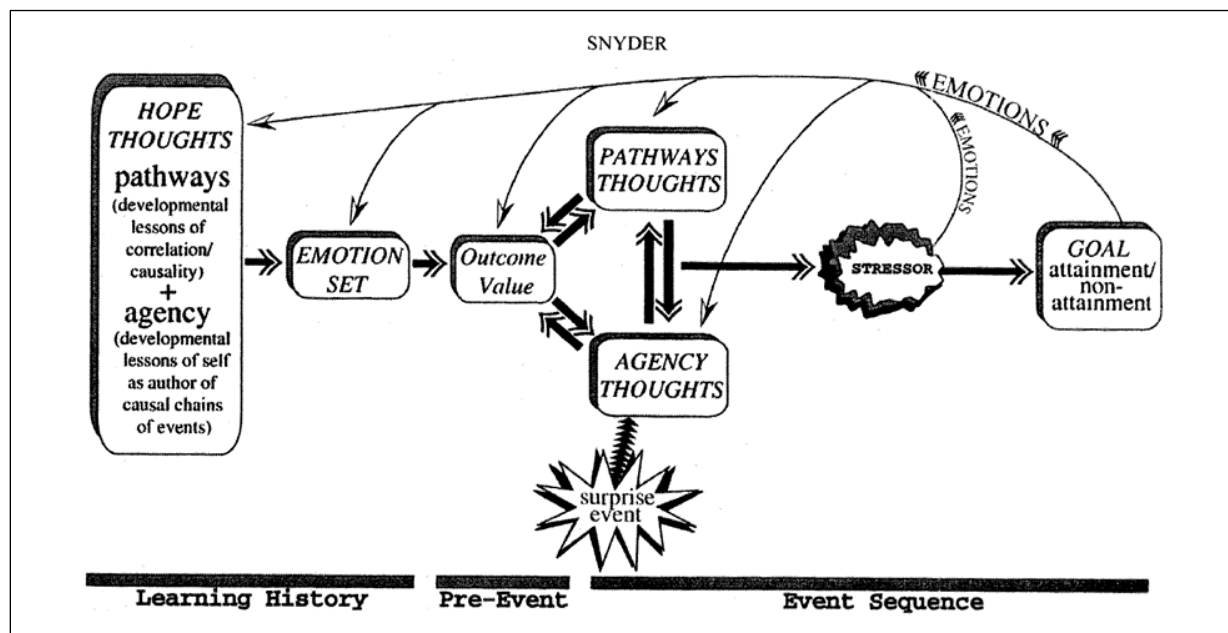 SNYDER
HOPE
THOUGHTS
pathways
(developmental
lessons of
correlation/
causality)
+
agency
(developmental
lessons of self
as author of
causal chains
of events)
EMOTION
SET
Outcome
Value
PATHWAYS
THOUGHTS
AGENCY
THOUGHTS
surprise
event
STRESSOR
EMOTIONS
EMOTIONS
GOAL
attainment/
non-
attainment
Learning History
Pre-Event
Event Sequence